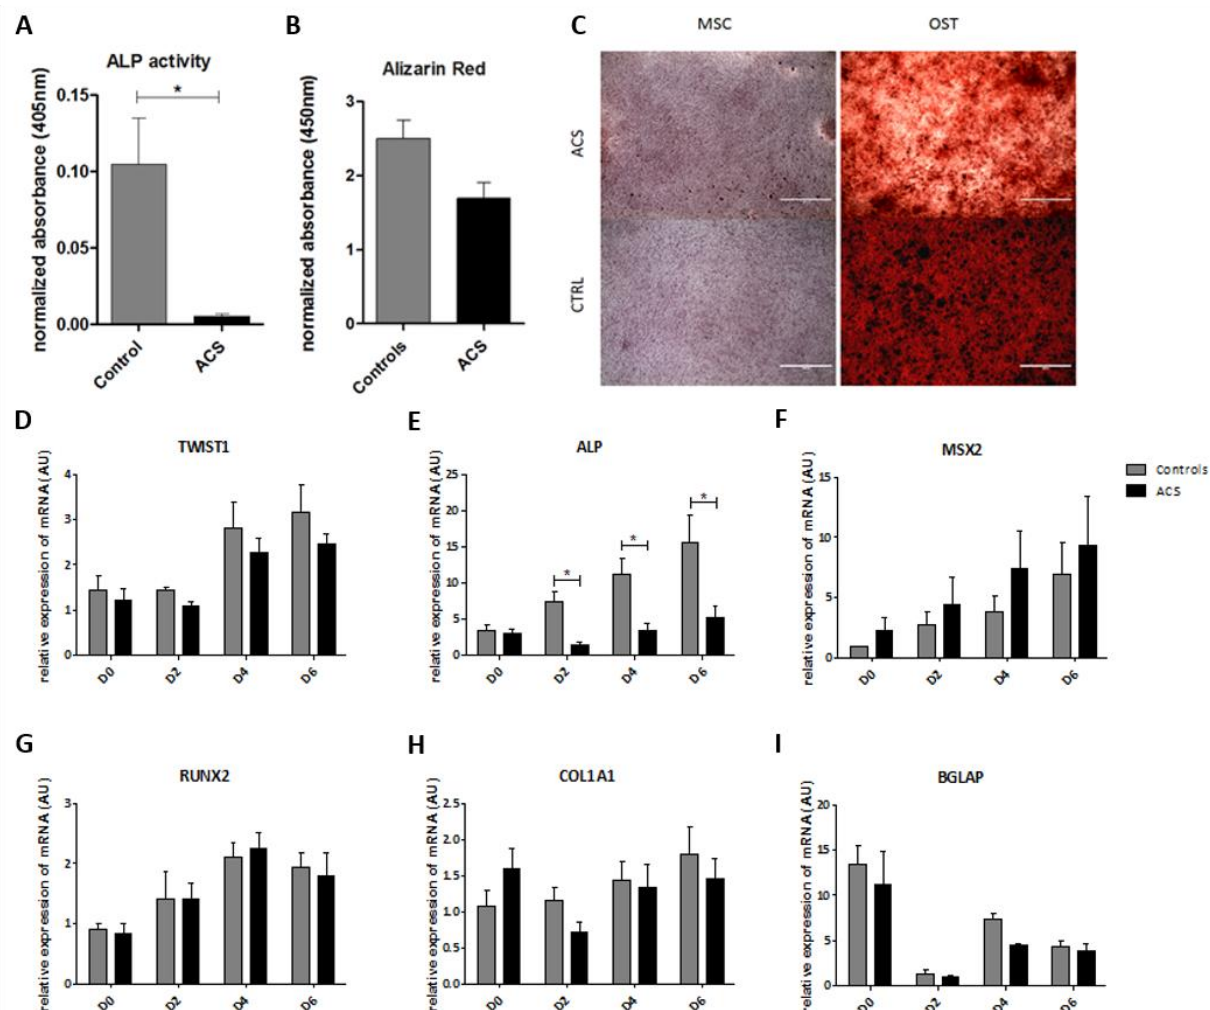 A
ALP activity
normalized absorbance (405nm)
0.15
0.10
0.05
0.00
*
Control
ACS
B
Alizarin Red
normalized absorbance (450nm)
3
2
1
0
Controls
ACS
C
MSC
OST
ACS
CTRL
D
TWIST1
relative expression of mRNA (AU)
4
3
2
1
0
D0
D2
D4
D6
E
ALP
relative expression of mRNA (AU)
25
20
15
10
5
0
*
*
*
D0
D2
D4
D6
F
MSX2
relative expression of mRNA (AU)
15
10
5
0
D0
D2
D4
D6
Controls
ACS
G
RUNX2
relative expression of mRNA (AU)
3
2
1
0
D0
D2
D4
D6
H
COL1A1
relative expression of mRNA (AU)
2.5
2.0
1.5
1.0
0.5
0.0
D0
D2
D4
D6
I
BGLAP
relative expression of mRNA (AU)
20
15
10
5
0
D0
D2
D4
D6